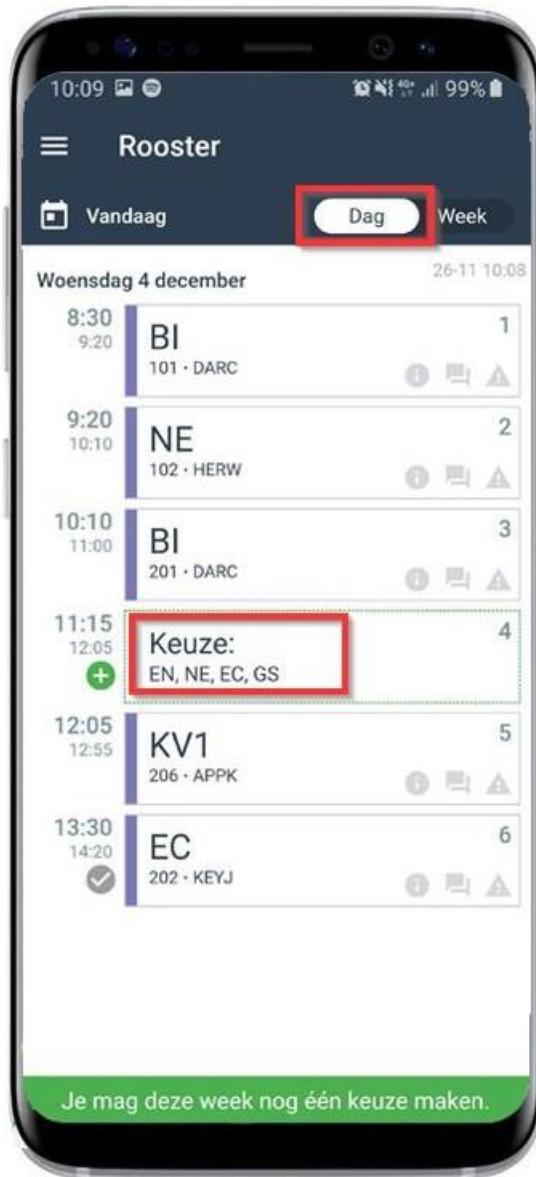 10:09 99%
Rooster
Vandaag Dag Week
Woensdag 4 december 26-11 10:08
8:30 BI 1
9:20 101 · DARC
9:20 NE 2
10:10 102 · HERW
10:10 BI 3
11:00 201 · DARC
11:15 Keuze: 4
12:05 EN, NE, EC, GS
12:05 KV1 5
12:55 206 · APPK
13:30 EC 6
14:20 202 · KEYJ
Je mag deze week nog één keuze maken.